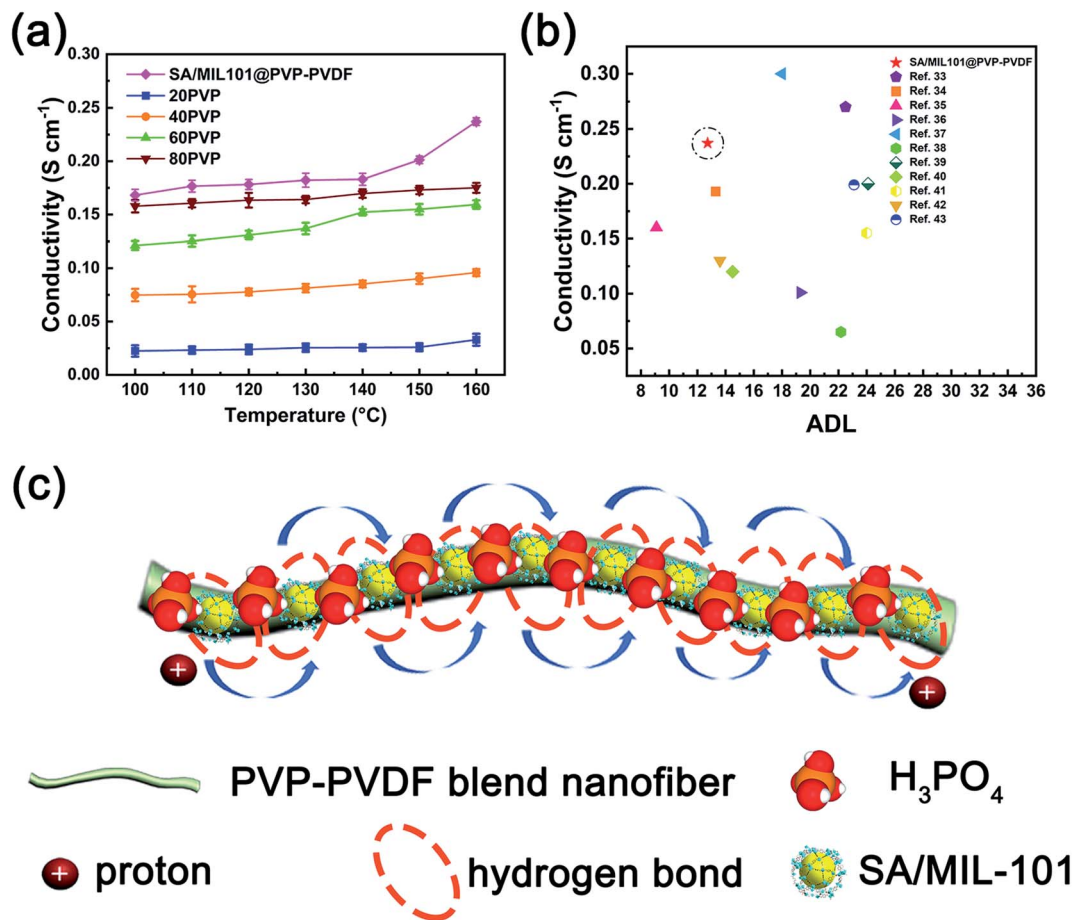 (a)
Conductivity (S cm⁻¹)
0.30
0.25
0.20
0.15
0.10
0.05
0.00
SA/MIL101@PVP-PVDF
20PVP
40PVP
60PVP
80PVP
100 110 120 130 140 150 160
Temperature (°C)
(b)
Conductivity (S cm⁻¹)
0.30
0.25
0.20
0.15
0.10
0.05
SA/MIL101@PVP-PVDF
Ref. 33
Ref. 34
Ref. 35
Ref. 36
Ref. 37
Ref. 38
Ref. 39
Ref. 40
Ref. 41
Ref. 42
Ref. 43
8 10 12 14 16 18 20 22 24 26 28 30 32 34 36
ADL
(c)
+
+
PVP-PVDF blend nanofiber
H₃PO₄
+ proton
hydrogen bond
SA/MIL-101